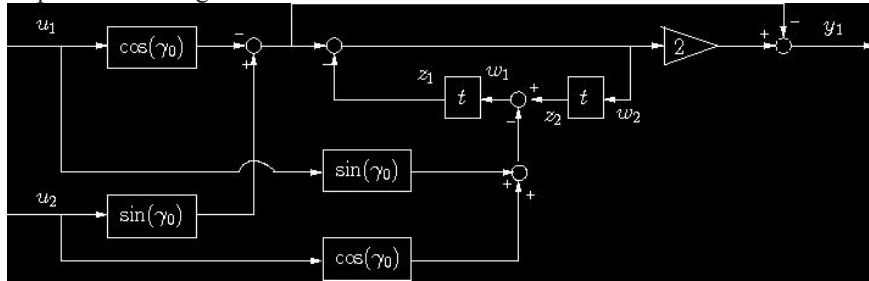 u₁ cos(γ₀) − + − 2 + − y₁
z₁ t w₁ + z₂ t w₂
−
sin(γ₀) + +
u₂ sin(γ₀)
cos(γ₀)